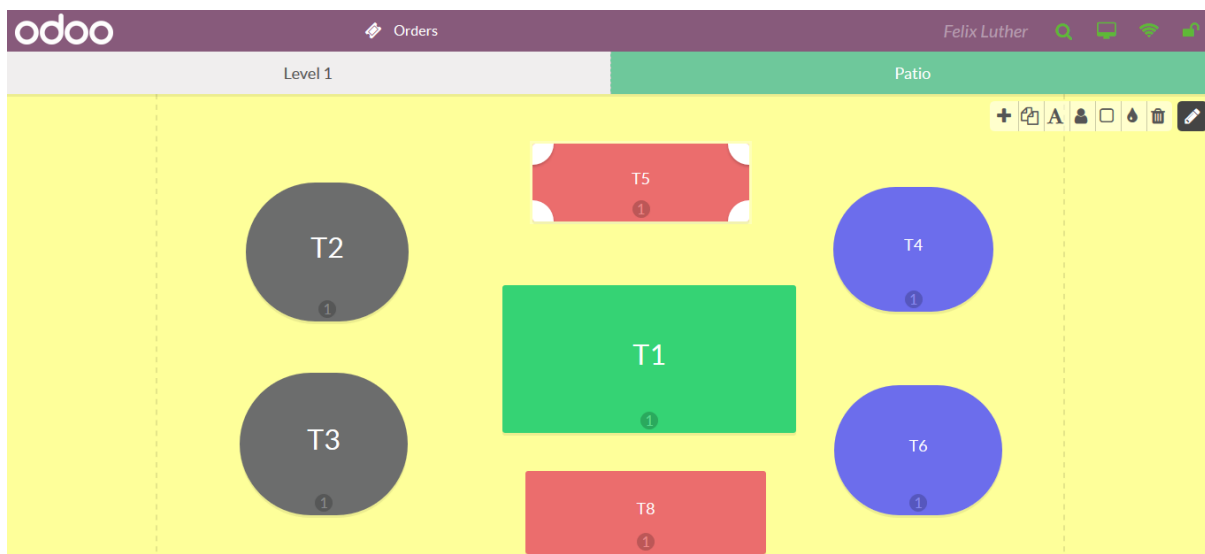 odoo Orders Felix Luther
Level 1 Patio
A
T5
1
T2
1
T4
1
T1
1
T3
1
T6
1
T8
1